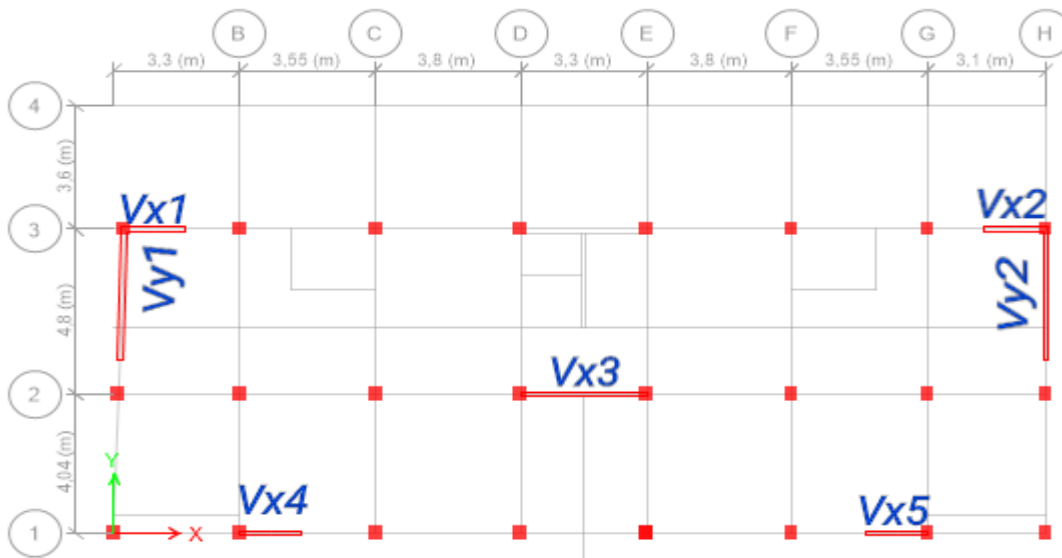 B C D E F G H
3,3 (m) 3,55 (m) 3,8 (m) 3,3 (m) 3,8 (m) 3,55 (m) 3,1 (m)
4
3,6 (m)
Vx1 Vx2
3
Vy1 Vy2
4,8 (m)
Vx3
2
4,04 (m)
Y
Vx4 Vx5
1 X